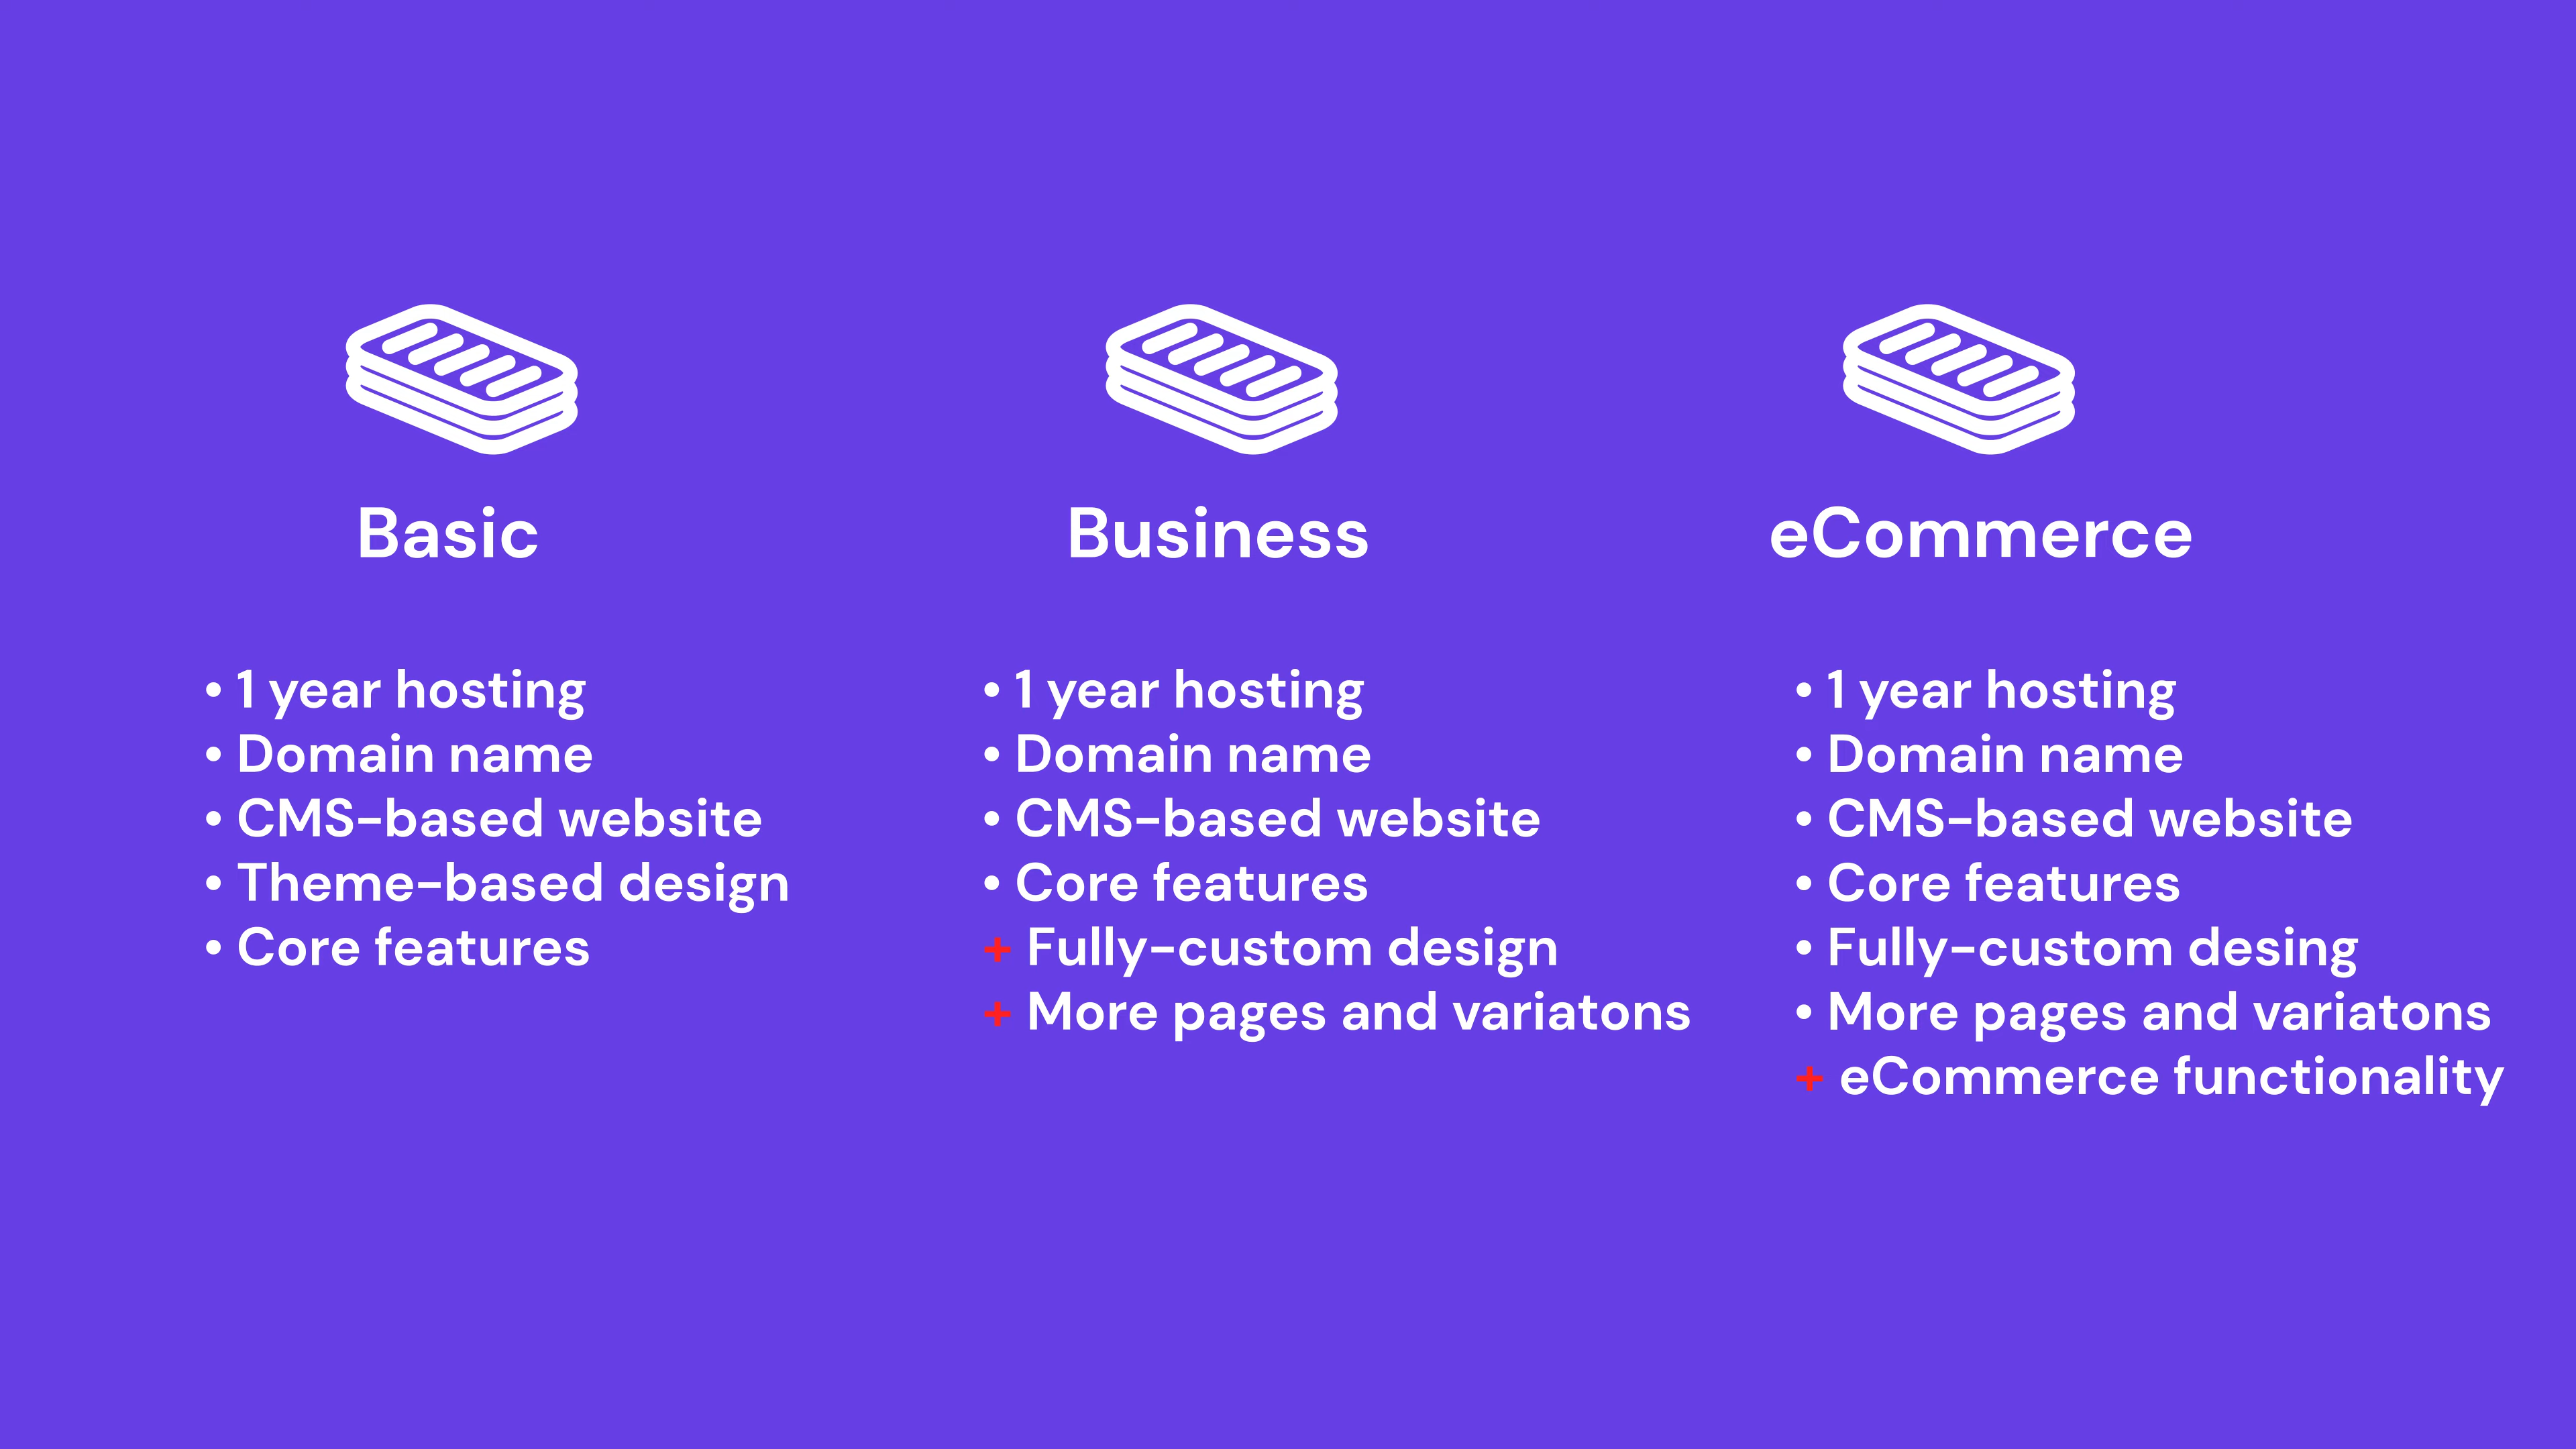 Basic
• 1 year hosting
• Domain name
• CMS-based website
• Theme-based design
• Core features
Business
• 1 year hosting
• Domain name
• CMS-based website
• Core features
+ Fully-custom design
+ More pages and variatons
eCommerce
• 1 year hosting
• Domain name
• CMS-based website
• Core features
• Fully-custom desing
• More pages and variatons
+ eCommerce functionality